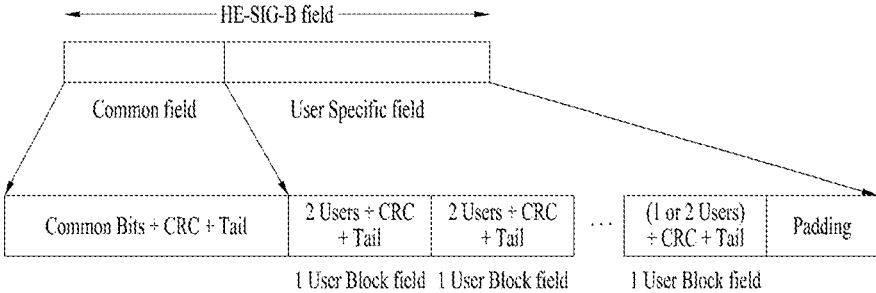 HE-SIG-B field
Common field
User Specific field
Common Bits + CRC + Tail
2 Users + CRC
+ Tail
2 Users + CRC
+ Tail
...
(1 or 2 Users)
+ CRC + Tail
Padding
1 User Block field
1 User Block field
1 User Block field